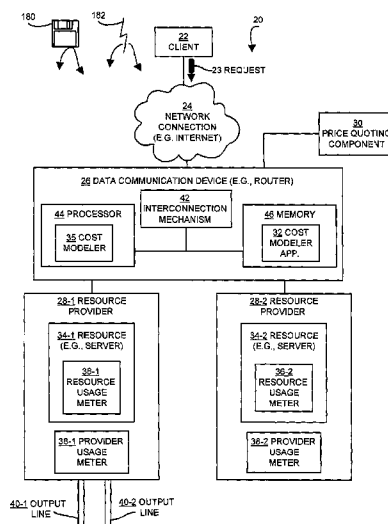 180
182
20
22
CLIENT
23 REQUEST
24
NETWORK
CONNECTION
(E.G. INTERNET)
30
PRICE QUOTING
COMPONENT
26 DATA COMMUNICATION DEVICE (E.G., ROUTER)
42
INTERCONNECTION
MECHANISM
44 PROCESSOR
35 COST
MODELER
46 MEMORY
32 COST
MODELER
APP.
28-1 RESOURCE
PROVIDER
34-1 RESOURCE
(E.G., SERVER)
36-1
RESOURCE
USAGE
METER
38-1 PROVIDER
USAGE
METER
28-2 RESOURCE
PROVIDER
34-2 RESOURCE
(E.G., SERVER)
36-2
RESOURCE
USAGE
METER
38-2 PROVIDER
USAGE
METER
40-1 OUTPUT
LINE
40-2 OUTPUT
LINE